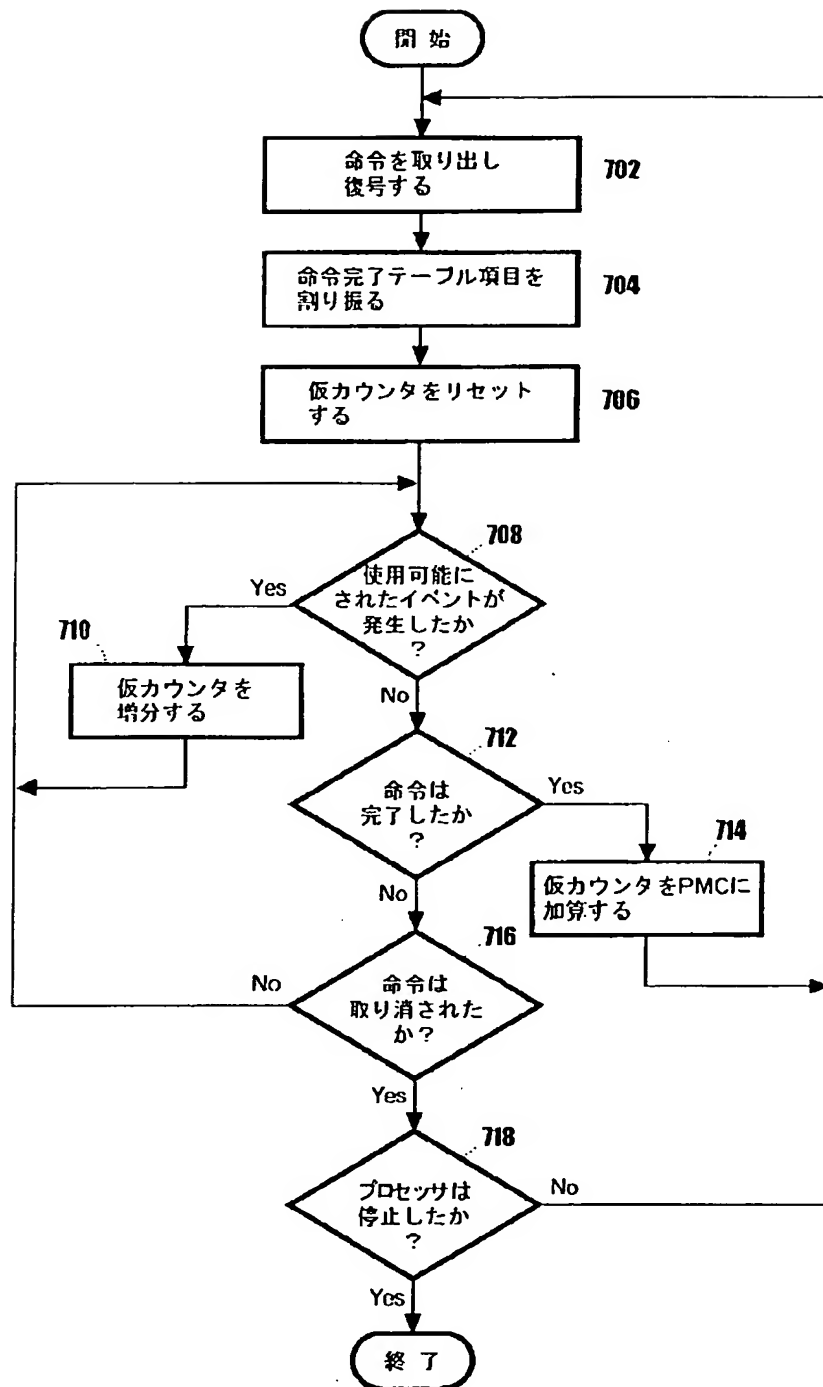 開 始
命令を取り出し
復号する
702
命令完了テーブル項目を
割り振る
704
仮カウンタをリセット
する
706
708
使用可能に
されたイベントが
発生したか
?
Yes
710
仮カウンタを
増分する
No
712
命令は
完了したか
?
Yes
714
仮カウンタをPMCに
加算する
No
716
命令は
取り消された
か?
No
Yes
718
プロセッサは
停止したか
?
No
Yes
終 了